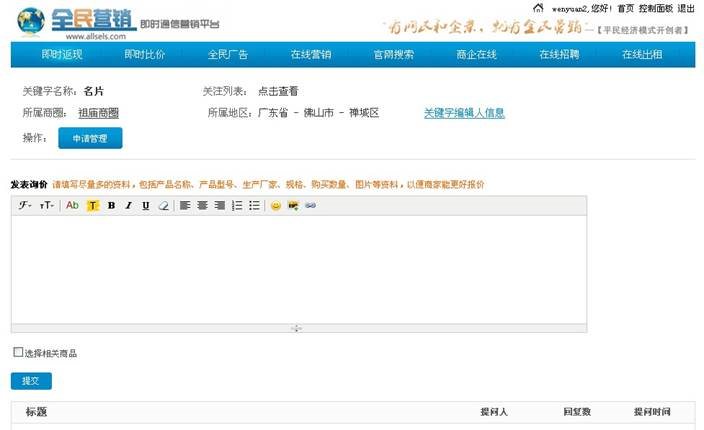 wenyuan2,您好! 首页 控制面板 退出
全民营销 即时通信营销平台
www.allsels.com
有网民和企业,就有全民营销 —【平民经济模式开创者】
即时返现 即时比价 全民广告 在线营销 官网搜索 商企在线 在线招聘 在线出租
关键字名称: 名片 关注列表: 点击查看
所属商圈: 祖庙商圈 所属地区: 广东省 - 佛山市 - 禅城区 关键字编辑人信息
操作: 申请管理
发表询价 请填写尽量多的资料,包括产品名称、产品型号、生产厂家、规格、购买数量、图片等资料,以便商家能更好报价
F T Ab T B I U
选择相关商品
提交
标题 提问人 回复数 提问时间